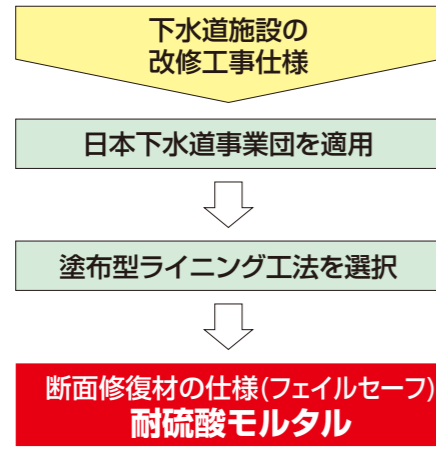 下水道施設の
改修工事仕様
日本下水道事業団を適用
塗布型ライニング工法を選択
断面修復材の仕様(フェイルセーフ)
耐硫酸モルタル